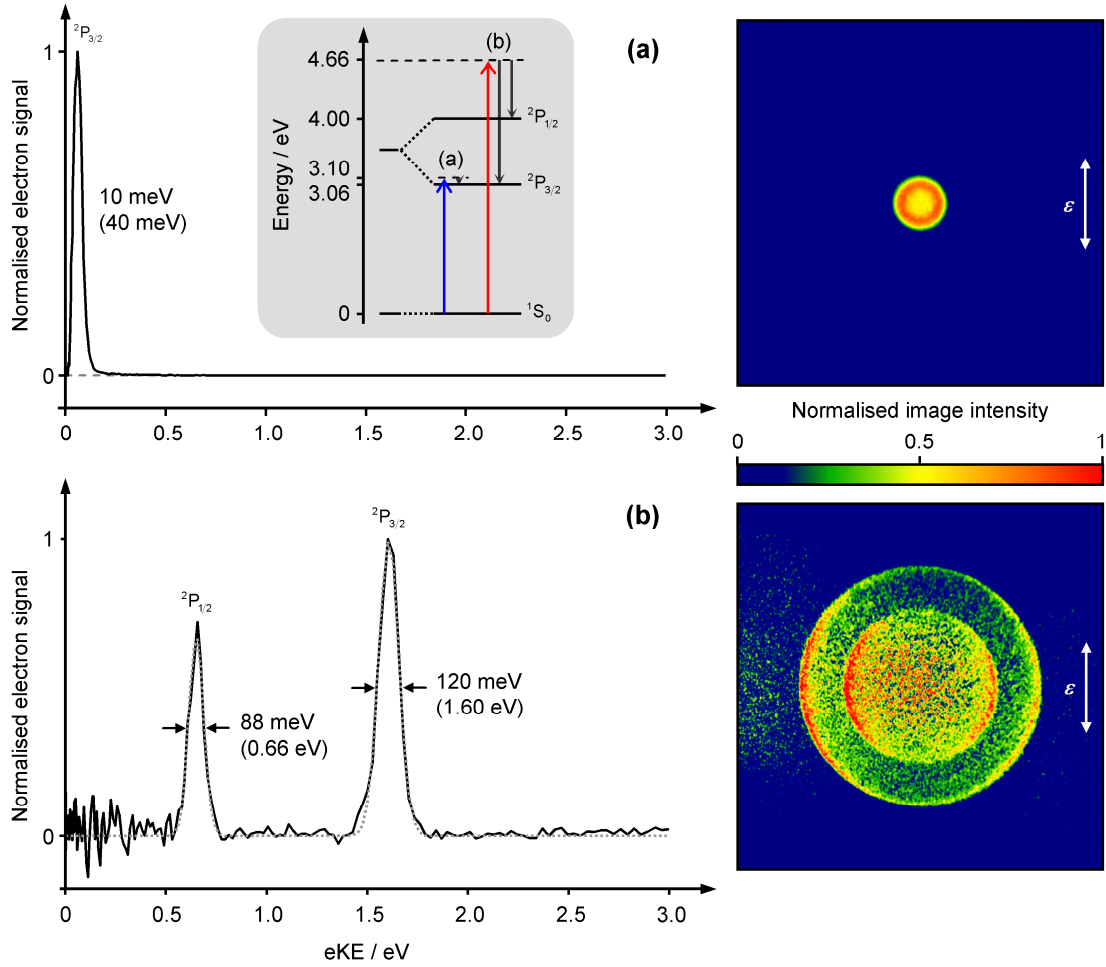 (a)
Normalised electron signal
1
0
²P₃/₂
10 meV
(40 meV)
0
0.5
1.0
1.5
2.0
2.5
3.0
Energy / eV
4.66
4.00
3.10
3.06
0
(b)
(a)
²P₁/₂
²P₃/₂
¹S₀
ε
Normalised image intensity
0
0.5
1
(b)
Normalised electron signal
1
0
²P₁/₂
²P₃/₂
88 meV
(0.66 eV)
120 meV
(1.60 eV)
0
0.5
1.0
1.5
2.0
2.5
3.0
eKE / eV
ε